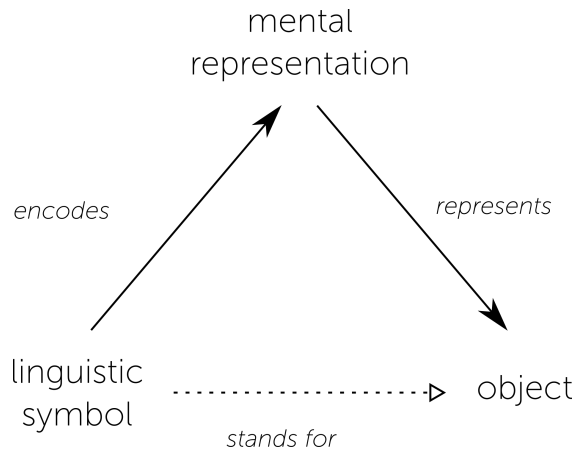 mental
representation
encodes
represents
linguistic
symbol
object
stands for